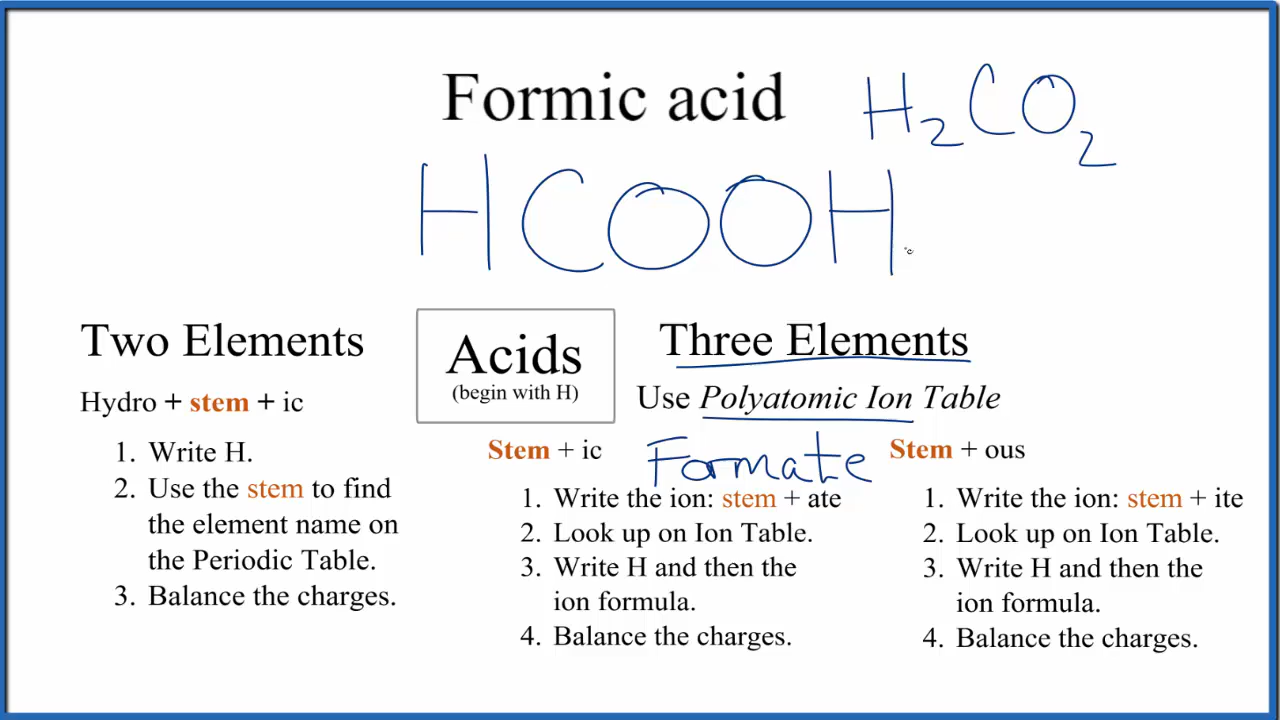 Formic acid
H₂CO₂
HCOOH
Two Elements
Hydro + stem + ic
1. Write H.
2. Use the stem to find
the element name on
the Periodic Table.
3. Balance the charges.
Acids
(begin with H)
Three Elements
Use Polyatomic Ion Table
Formate
Stem + ic
1. Write the ion: stem + ate
2. Look up on Ion Table.
3. Write H and then the
ion formula.
4. Balance the charges.
Stem + ous
1. Write the ion: stem + ite
2. Look up on Ion Table.
3. Write H and then the
ion formula.
4. Balance the charges.